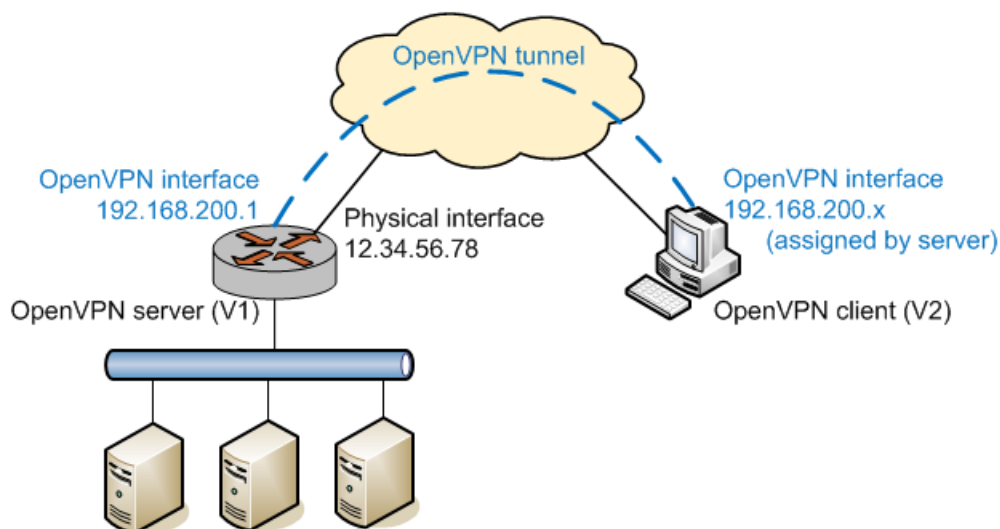 OpenVPN tunnel
OpenVPN interface
192.168.200.1
Physical interface
12.34.56.78
OpenVPN server (V1)
OpenVPN interface
192.168.200.x
(assigned by server)
OpenVPN client (V2)